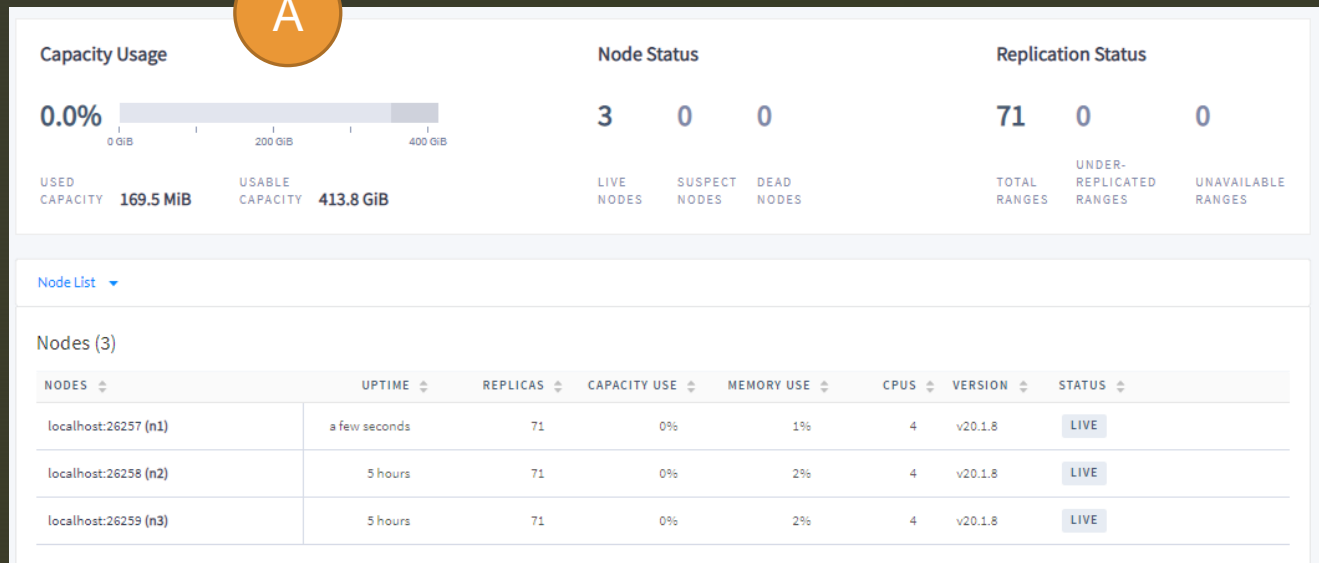 A
Capacity Usage
Node Status
Replication Status
0.0%
0 GiB 200 GiB 400 GiB
3 0 0
71 0 0
USED CAPACITY 169.5 MiB
USABLE CAPACITY 413.8 GiB
LIVE NODES
SUSPECT NODES
DEAD NODES
TOTAL RANGES
UNDER-REPLICATED RANGES
UNAVAILABLE RANGES
Node List
Nodes (3)
NODES UPTIME REPLICAS CAPACITY USE MEMORY USE CPUS VERSION STATUS
localhost:26257 (n1) a few seconds 71 0% 1% 4 v20.1.8 LIVE
localhost:26258 (n2) 5 hours 71 0% 2% 4 v20.1.8 LIVE
localhost:26259 (n3) 5 hours 71 0% 2% 4 v20.1.8 LIVE